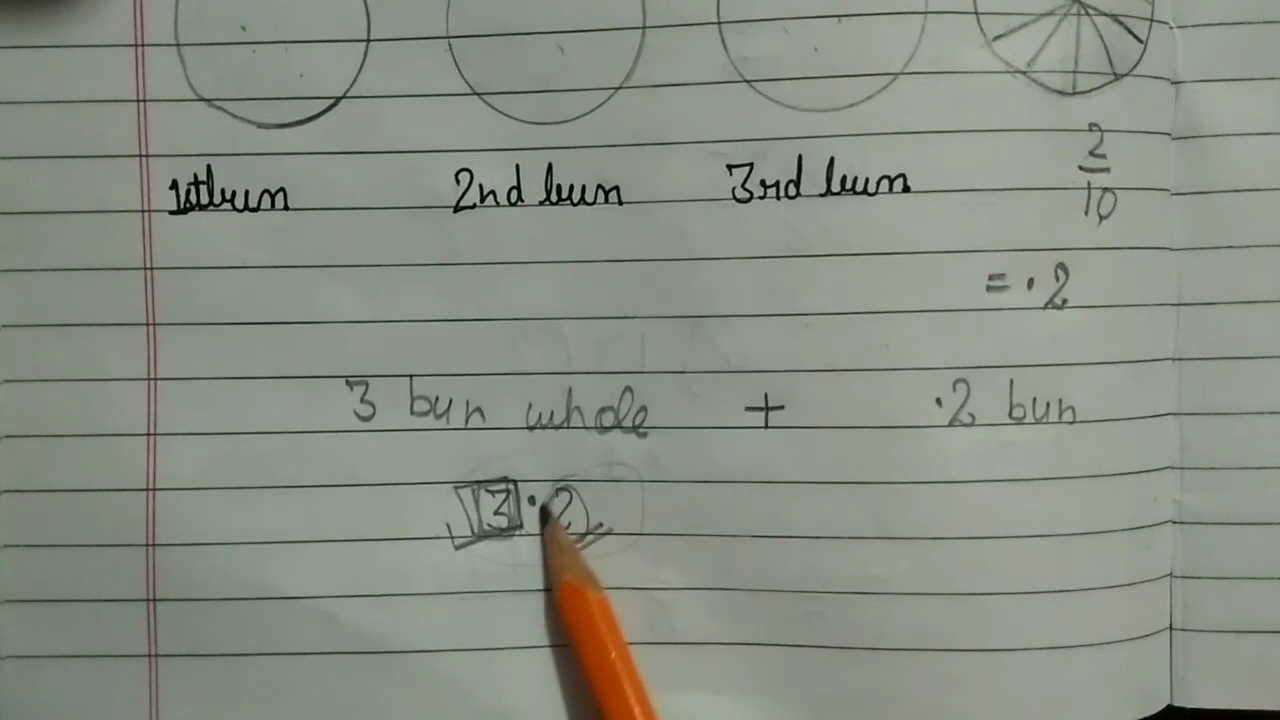 1st bun 2nd bun 3rd bun 2/10
= .2
3 bun whole + .2 bun
3.2